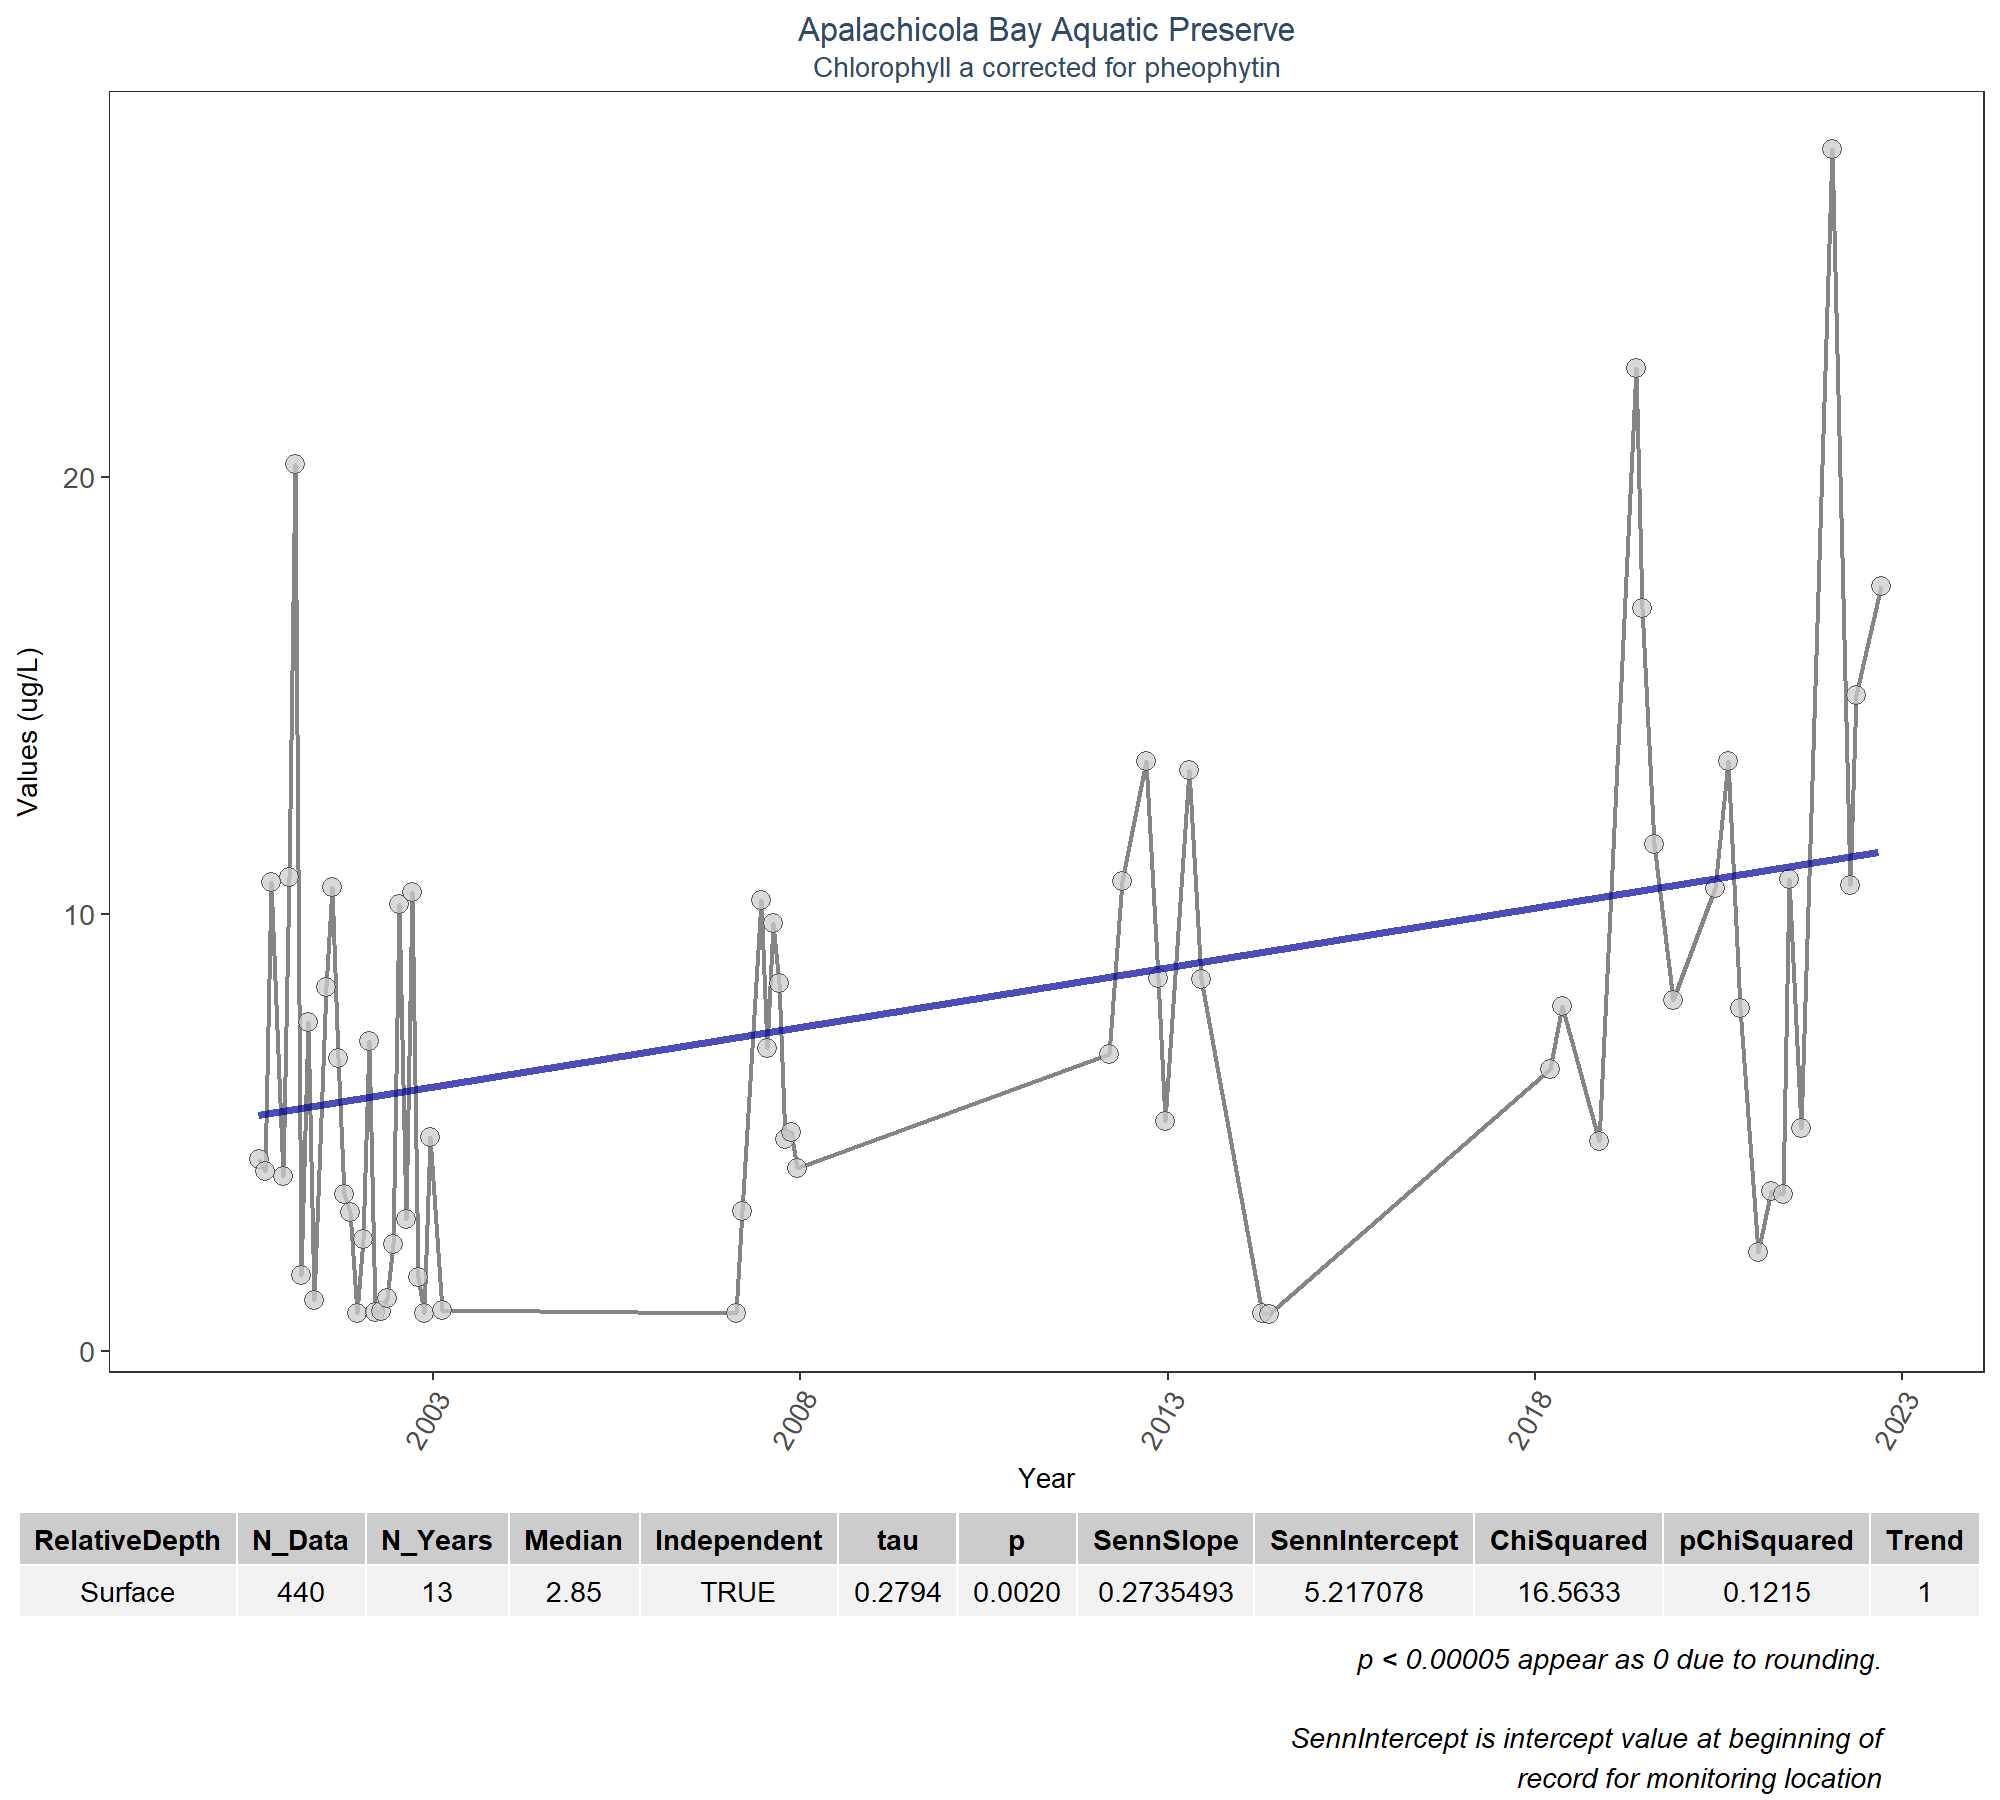 Apalachicola Bay Aquatic Preserve
Chlorophyll a corrected for pheophytin
Values (ug/L)
20
10
0
2003 2008 2013 2018 2023
Year
RelativeDepth N_Data N_Years Median Independent tau p SennSlope SennIntercept ChiSquared pChiSquared Trend
Surface 440 13 2.85 TRUE 0.2794 0.0020 0.2735493 5.217078 16.5633 0.1215 1
p < 0.00005 appear as 0 due to rounding.
SennIntercept is intercept value at beginning of
record for monitoring location